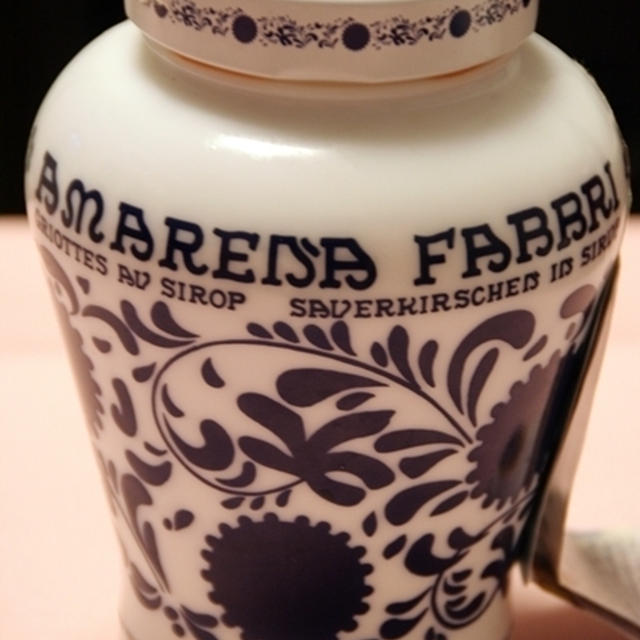 AMARENA FABBRI
GRIOTTES AU SIROP SAUERKIRSCHEN IN SIRUP